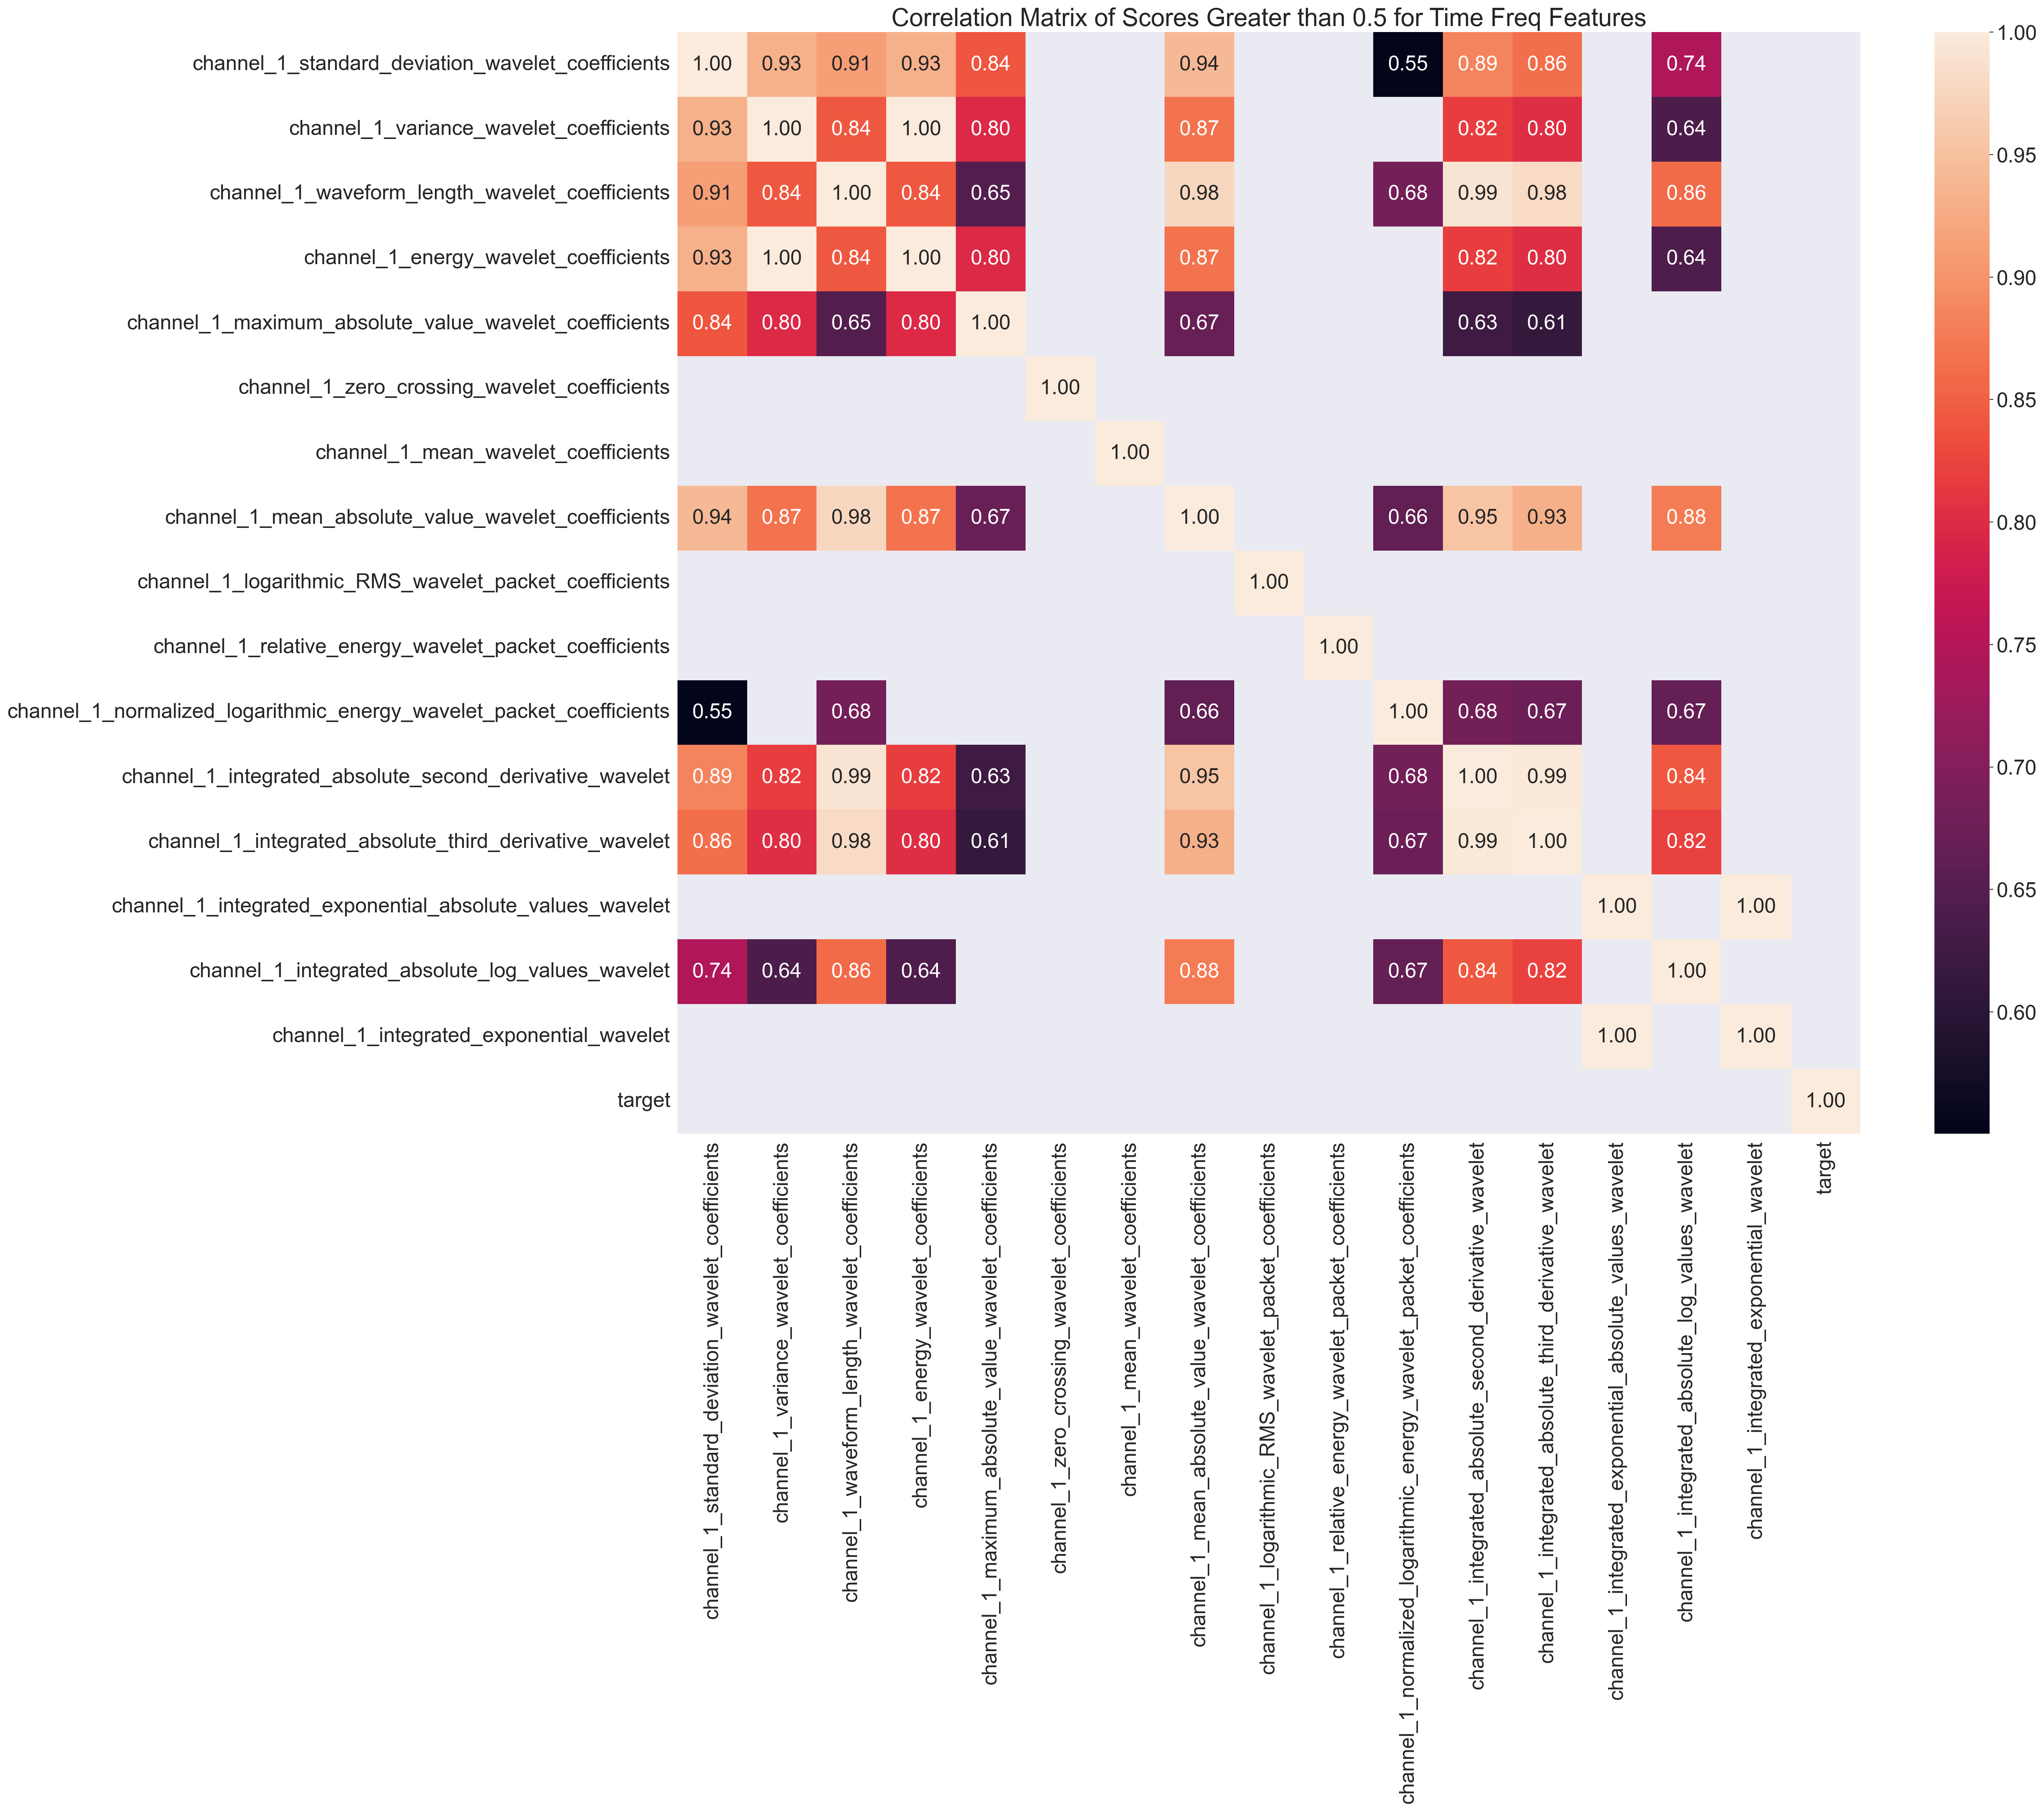 Correlation Matrix of Scores Greater than 0.5 for Time Freq Features
channel_1_standard_deviation_wavelet_coefficients 1.00 0.93 0.91 0.93 0.84 0.94 0.55 0.89 0.86 0.74
channel_1_variance_wavelet_coefficients 0.93 1.00 0.84 1.00 0.80 0.87 0.82 0.80 0.64
channel_1_waveform_length_wavelet_coefficients 0.91 0.84 1.00 0.84 0.65 0.98 0.68 0.99 0.98 0.86
channel_1_energy_wavelet_coefficients 0.93 1.00 0.84 1.00 0.80 0.87 0.82 0.80 0.64
channel_1_maximum_absolute_value_wavelet_coefficients 0.84 0.80 0.65 0.80 1.00 0.67 0.63 0.61
channel_1_zero_crossing_wavelet_coefficients 1.00
channel_1_mean_wavelet_coefficients 1.00
channel_1_mean_absolute_value_wavelet_coefficients 0.94 0.87 0.98 0.87 0.67 1.00 0.66 0.95 0.93 0.88
channel_1_logarithmic_RMS_wavelet_packet_coefficients 1.00
channel_1_relative_energy_wavelet_packet_coefficients 1.00
channel_1_normalized_logarithmic_energy_wavelet_packet_coefficients 0.55 0.68 0.66 1.00 0.68 0.67 0.67
channel_1_integrated_absolute_second_derivative_wavelet 0.89 0.82 0.99 0.82 0.63 0.95 0.68 1.00 0.99 0.84
channel_1_integrated_absolute_third_derivative_wavelet 0.86 0.80 0.98 0.80 0.61 0.93 0.67 0.99 1.00 0.82
channel_1_integrated_exponential_absolute_values_wavelet 1.00 1.00
channel_1_integrated_absolute_log_values_wavelet 0.74 0.64 0.86 0.64 0.88 0.67 0.84 0.82 1.00
channel_1_integrated_exponential_wavelet 1.00 1.00
target 1.00
channel_1_standard_deviation_wavelet_coefficients
channel_1_variance_wavelet_coefficients
channel_1_waveform_length_wavelet_coefficients
channel_1_energy_wavelet_coefficients
channel_1_maximum_absolute_value_wavelet_coefficients
channel_1_zero_crossing_wavelet_coefficients
channel_1_mean_wavelet_coefficients
channel_1_mean_absolute_value_wavelet_coefficients
channel_1_logarithmic_RMS_wavelet_packet_coefficients
channel_1_relative_energy_wavelet_packet_coefficients
channel_1_normalized_logarithmic_energy_wavelet_packet_coefficients
channel_1_integrated_absolute_second_derivative_wavelet
channel_1_integrated_absolute_third_derivative_wavelet
channel_1_integrated_exponential_absolute_values_wavelet
channel_1_integrated_absolute_log_values_wavelet
channel_1_integrated_exponential_wavelet
target
1.00
0.95
0.90
0.85
0.80
0.75
0.70
0.65
0.60